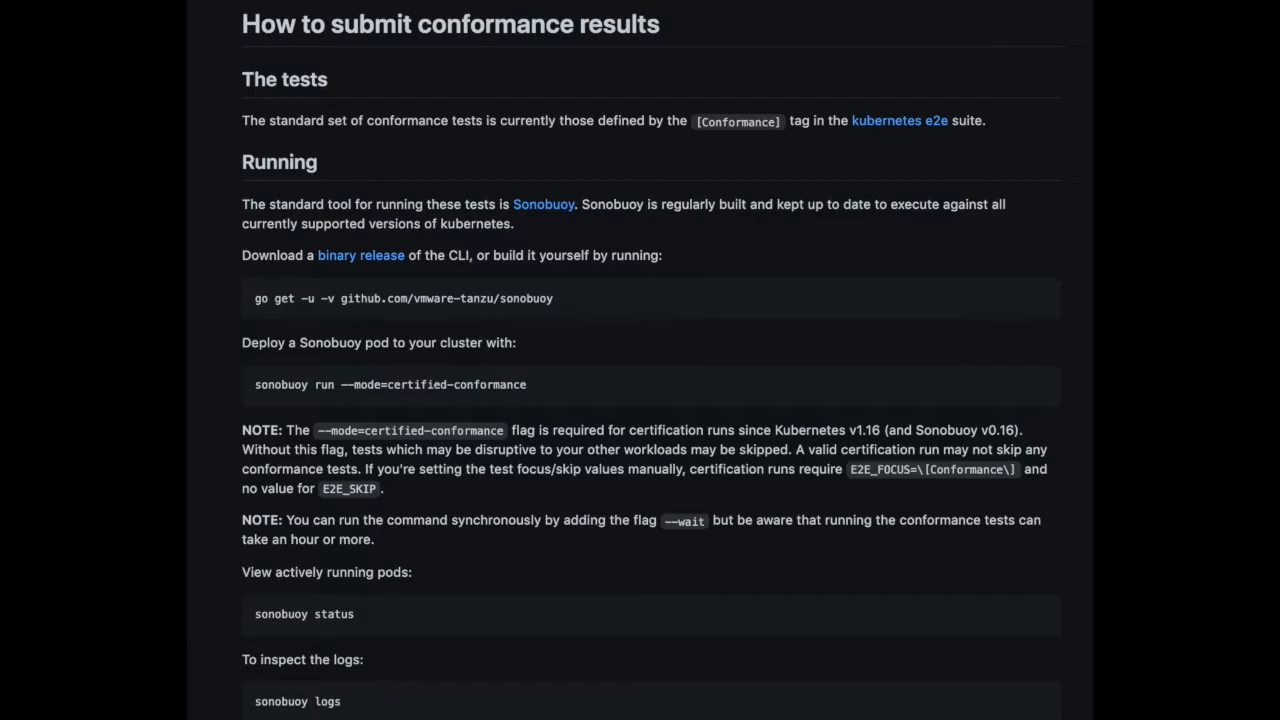 How to submit conformance results
The tests
The standard set of conformance tests is currently those defined by the [Conformance] tag in the kubernetes e2e suite.
Running
The standard tool for running these tests is Sonobuoy. Sonobuoy is regularly built and kept up to date to execute against all
currently supported versions of kubernetes.
Download a binary release of the CLI, or build it yourself by running:
go get -u -v github.com/vmware-tanzu/sonobuoy
Deploy a Sonobuoy pod to your cluster with:
sonobuoy run --mode=certified-conformance
NOTE: The --mode=certified-conformance flag is required for certification runs since Kubernetes v1.16 (and Sonobuoy v0.16).
Without this flag, tests which may be disruptive to your other workloads may be skipped. A valid certification run may not skip any
conformance tests. If you're setting the test focus/skip values manually, certification runs require E2E_FOCUS=\[Conformance\] and
no value for E2E_SKIP.
NOTE: You can run the command synchronously by adding the flag --wait but be aware that running the conformance tests can
take an hour or more.
View actively running pods:
sonobuoy status
To inspect the logs:
sonobuoy logs